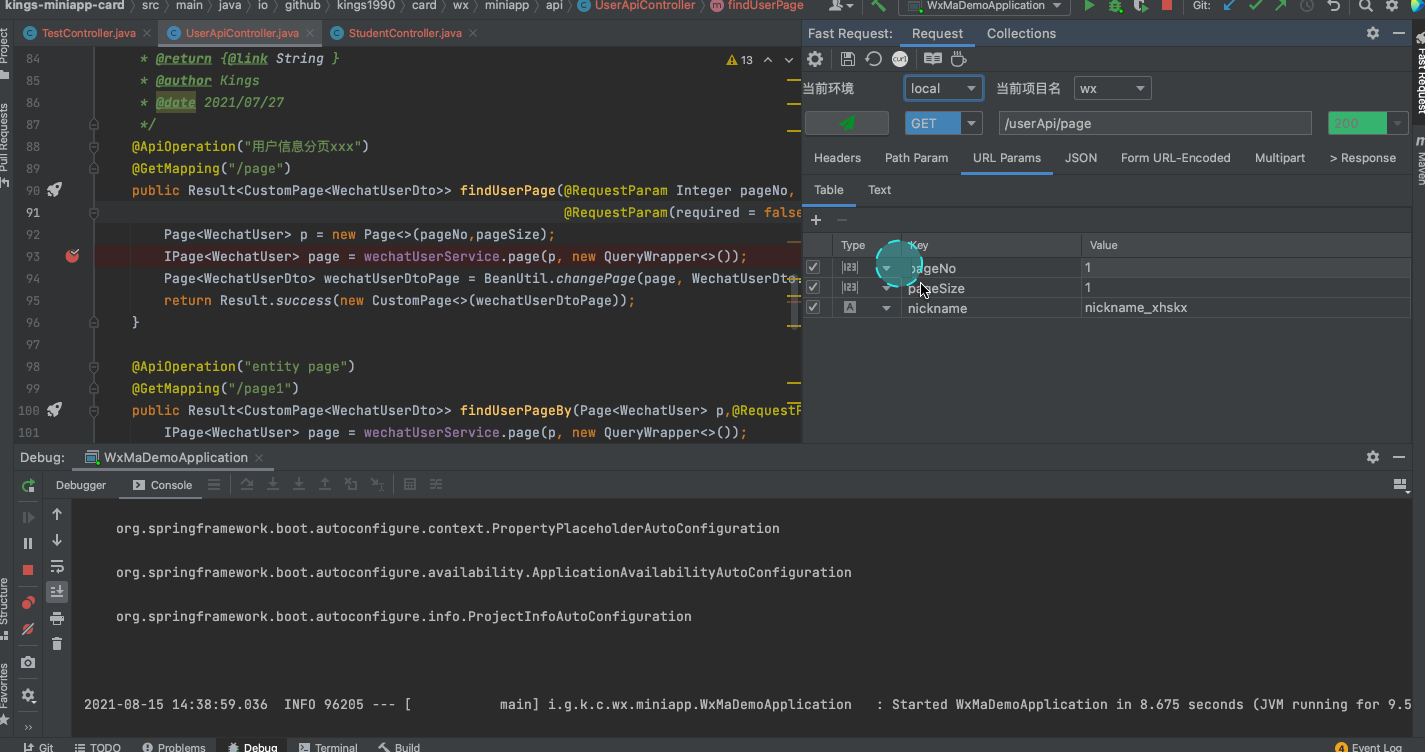 kings-miniapp-card › src › main › java › io › github › kings1990 › card › wx › miniapp › api › UserApiController › findUserPage
WxMaDemoApplication
Git:
TestController.java
UserApiController.java
StudentController.java
Project
Pull Requests
Structure
Favorites
13
84 * @return {@link String }
85 * @author Kings
86 * @date 2021/07/27
87 */
88 @ApiOperation("用户信息分页xxx")
89 @GetMapping("/page")
90 public Result<CustomPage<WechatUserDto>> findUserPage(@RequestParam Integer pageNo,
91 @RequestParam(required = false
92 Page<WechatUser> p = new Page<>(pageNo,pageSize);
93 IPage<WechatUser> page = wechatUserService.page(p, new QueryWrapper<>());
94 Page<WechatUserDto> wechatUserDtoPage = BeanUtil.changePage(page, WechatUserDto.
95 return Result.success(new CustomPage<>(wechatUserDtoPage));
96 }
97
98 @ApiOperation("entity page")
99 @GetMapping("/page1")
100 public Result<CustomPage<WechatUserDto>> findUserPageBy(Page<WechatUser> p,@RequestP
101 IPage<WechatUser> page = wechatUserService.page(p, new QueryWrapper<>());
Fast Request: Request Collections
curl
当前环境 local 当前项目名 wx
GET /userApi/page 200
Headers Path Param URL Params JSON Form URL-Encoded Multipart > Response
Table Text
Type Key Value
123 pageNo 1
123 pageSize 1
A nickname nickname_xhskx
Fast Request
Maven
Debug: WxMaDemoApplication
Debugger Console
org.springframework.boot.autoconfigure.context.PropertyPlaceholderAutoConfiguration
org.springframework.boot.autoconfigure.availability.ApplicationAvailabilityAutoConfiguration
org.springframework.boot.autoconfigure.info.ProjectInfoAutoConfiguration
2021-08-15 14:38:59.036 INFO 96205 --- [ main] i.g.k.c.wx.miniapp.WxMaDemoApplication : Started WxMaDemoApplication in 8.675 seconds (JVM running for 9.5
Git TODO Problems Debug Terminal Build 4 Event Log